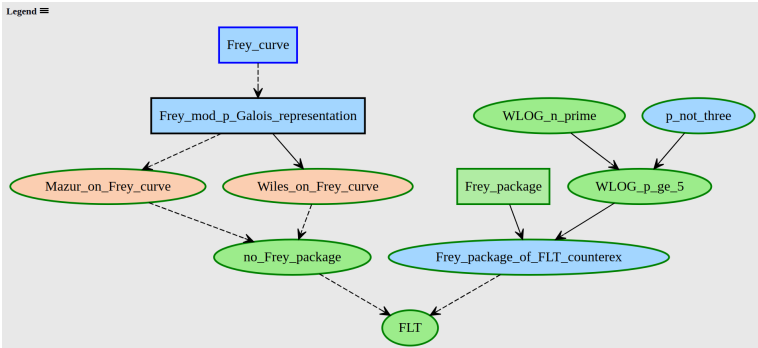 Legend
Frey_curve
Frey_mod_p_Galois_representation
WLOG_n_prime
p_not_three
Mazur_on_Frey_curve
Wiles_on_Frey_curve
Frey_package
WLOG_p_ge_5
no_Frey_package
Frey_package_of_FLT_counterex
FLT